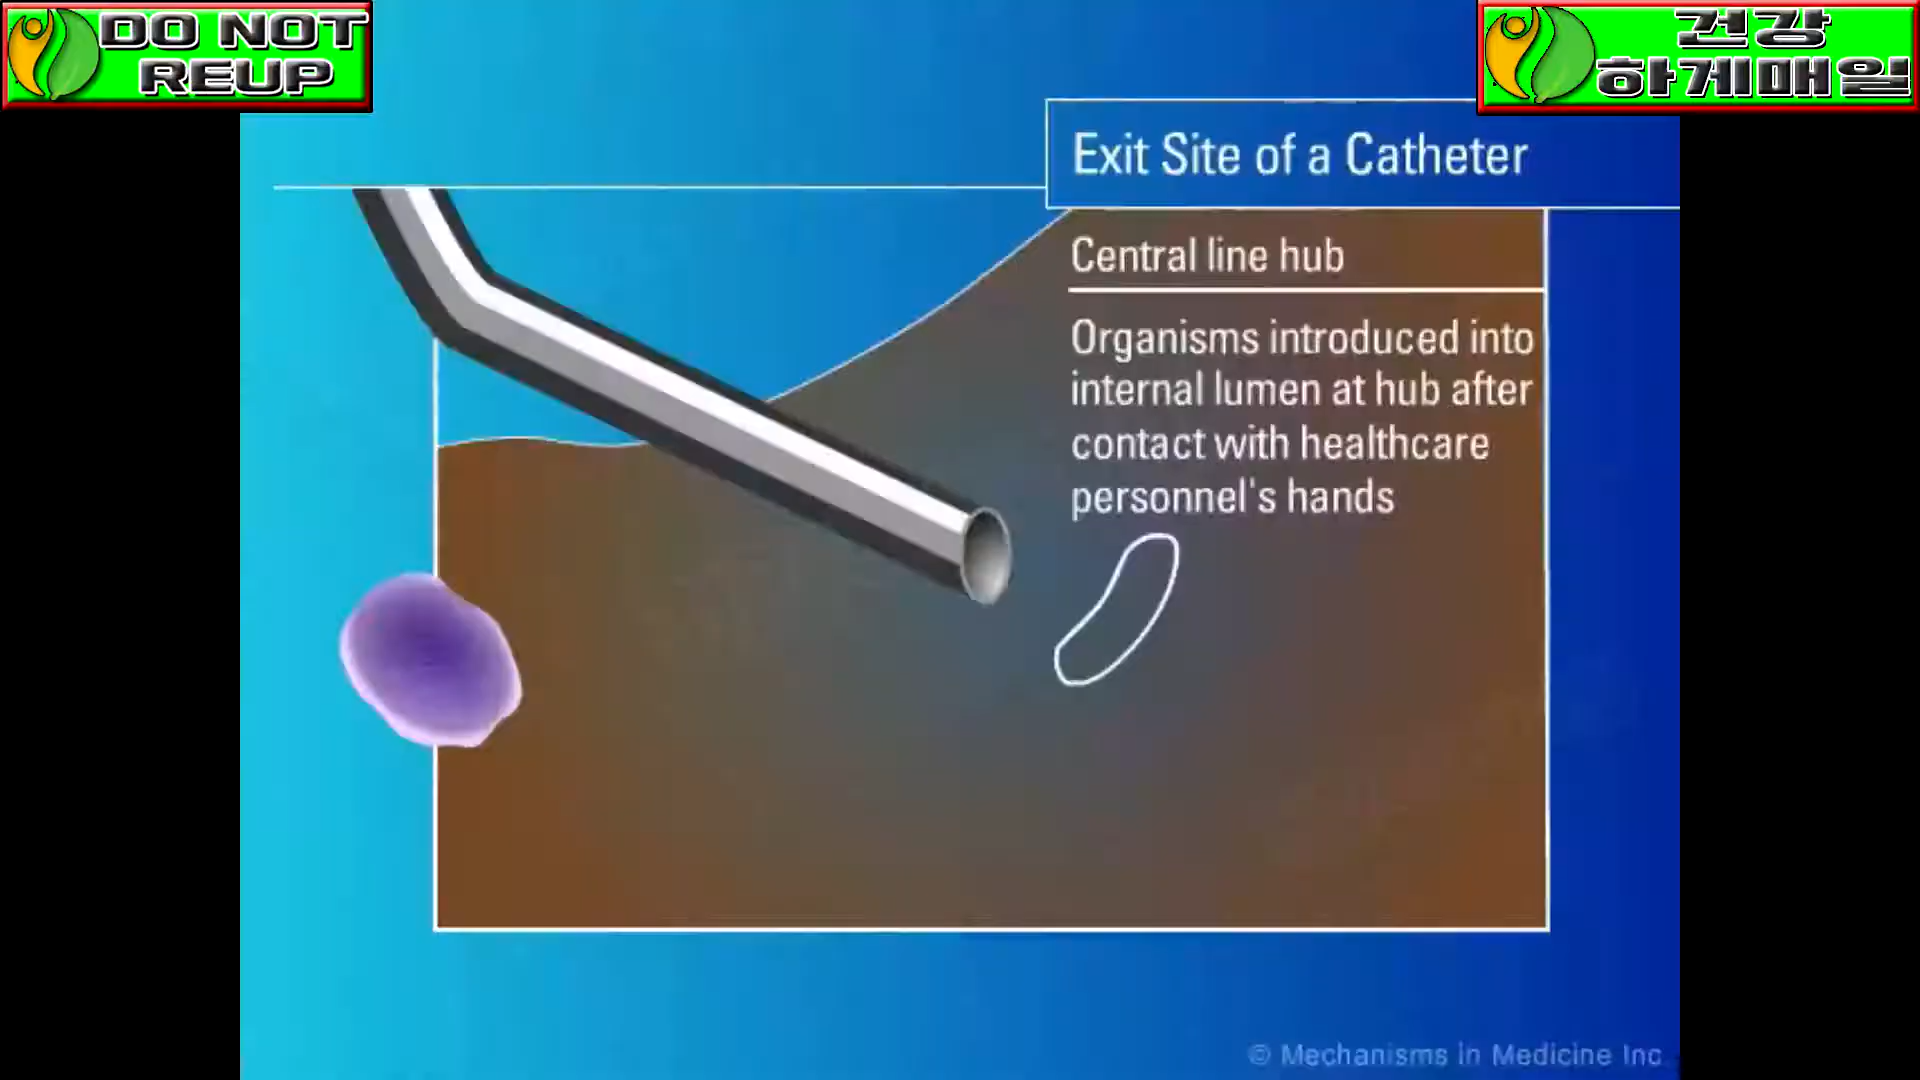 DO NOT
REUP
건강
하게매일
Exit Site of a Catheter
Central line hub
Organisms introduced into
internal lumen at hub after
contact with healthcare
personnel's hands
© Mechanisms in Medicine Inc.